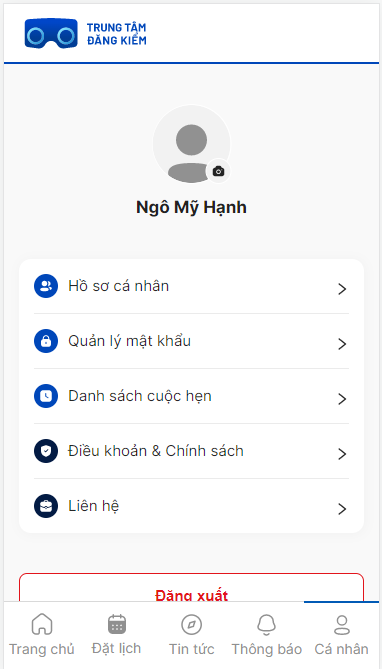 TRUNG TÂM
ĐĂNG KIỂM
Ngô Mỹ Hạnh
Hồ sơ cá nhân
Quản lý mật khẩu
Danh sách cuộc hẹn
Điều khoản & Chính sách
Liên hệ
Đăng xuất
Trang chủ
Đặt lịch
Tin tức
Thông báo
Cá nhân